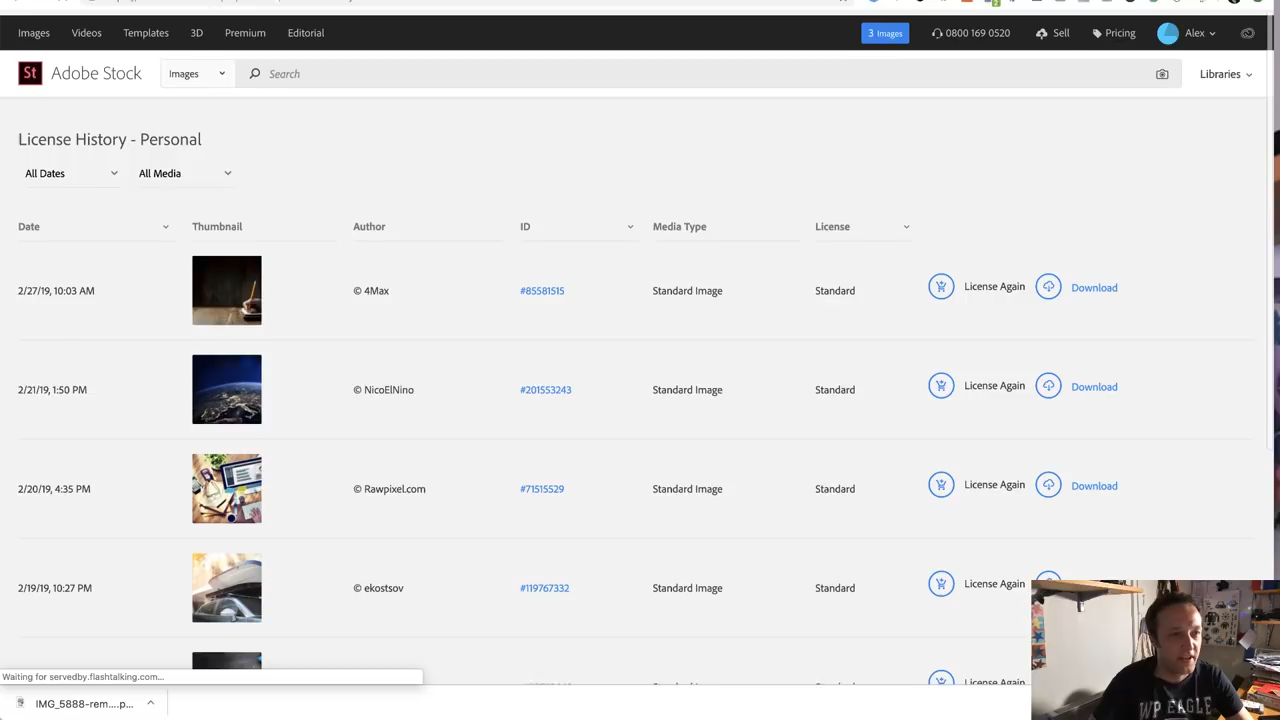 Images Videos Templates 3D Premium Editorial 3 Images 0800 169 0520 Sell Pricing Alex
St Adobe Stock Images Search Libraries
License History - Personal
All Dates All Media
Date Thumbnail Author ID Media Type License
2/27/19, 10:03 AM © 4Max #85581515 Standard Image Standard License Again Download
2/21/19, 1:50 PM © NicoElNino #201553243 Standard Image Standard License Again Download
2/20/19, 4:35 PM © Rawpixel.com #71515529 Standard Image Standard License Again Download
2/19/19, 10:27 PM © ekostsov #119767332 Standard Image Standard License Again
License Again
Waiting for servedby.flashtalking.com...
IMG_5888-rem....p...
WP EAGLE